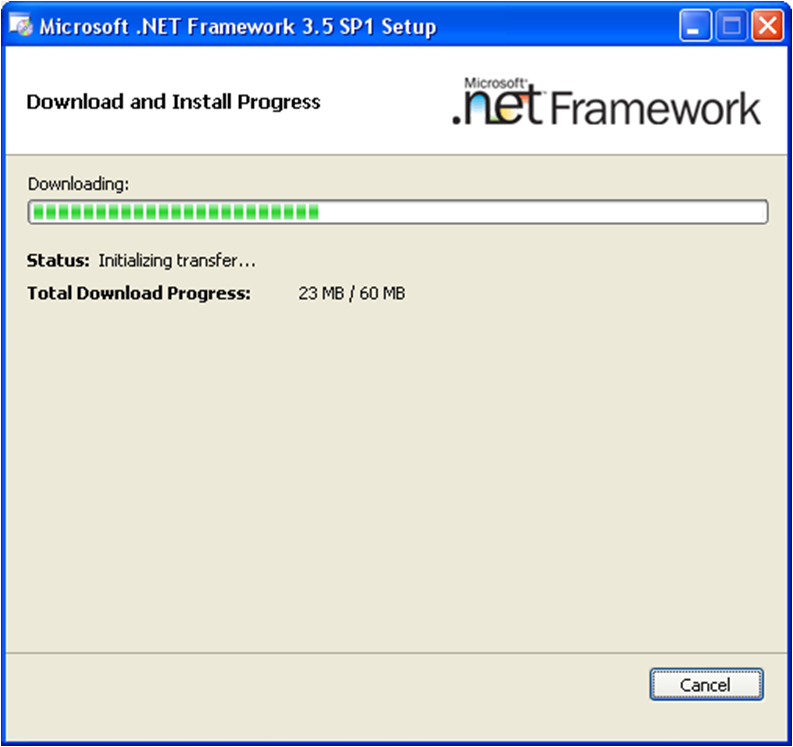 Microsoft .NET Framework 3.5 SP1 Setup
Download and Install Progress
Microsoft
.net Framework
Downloading:
Status: Initializing transfer...
Total Download Progress: 23 MB / 60 MB
Cancel